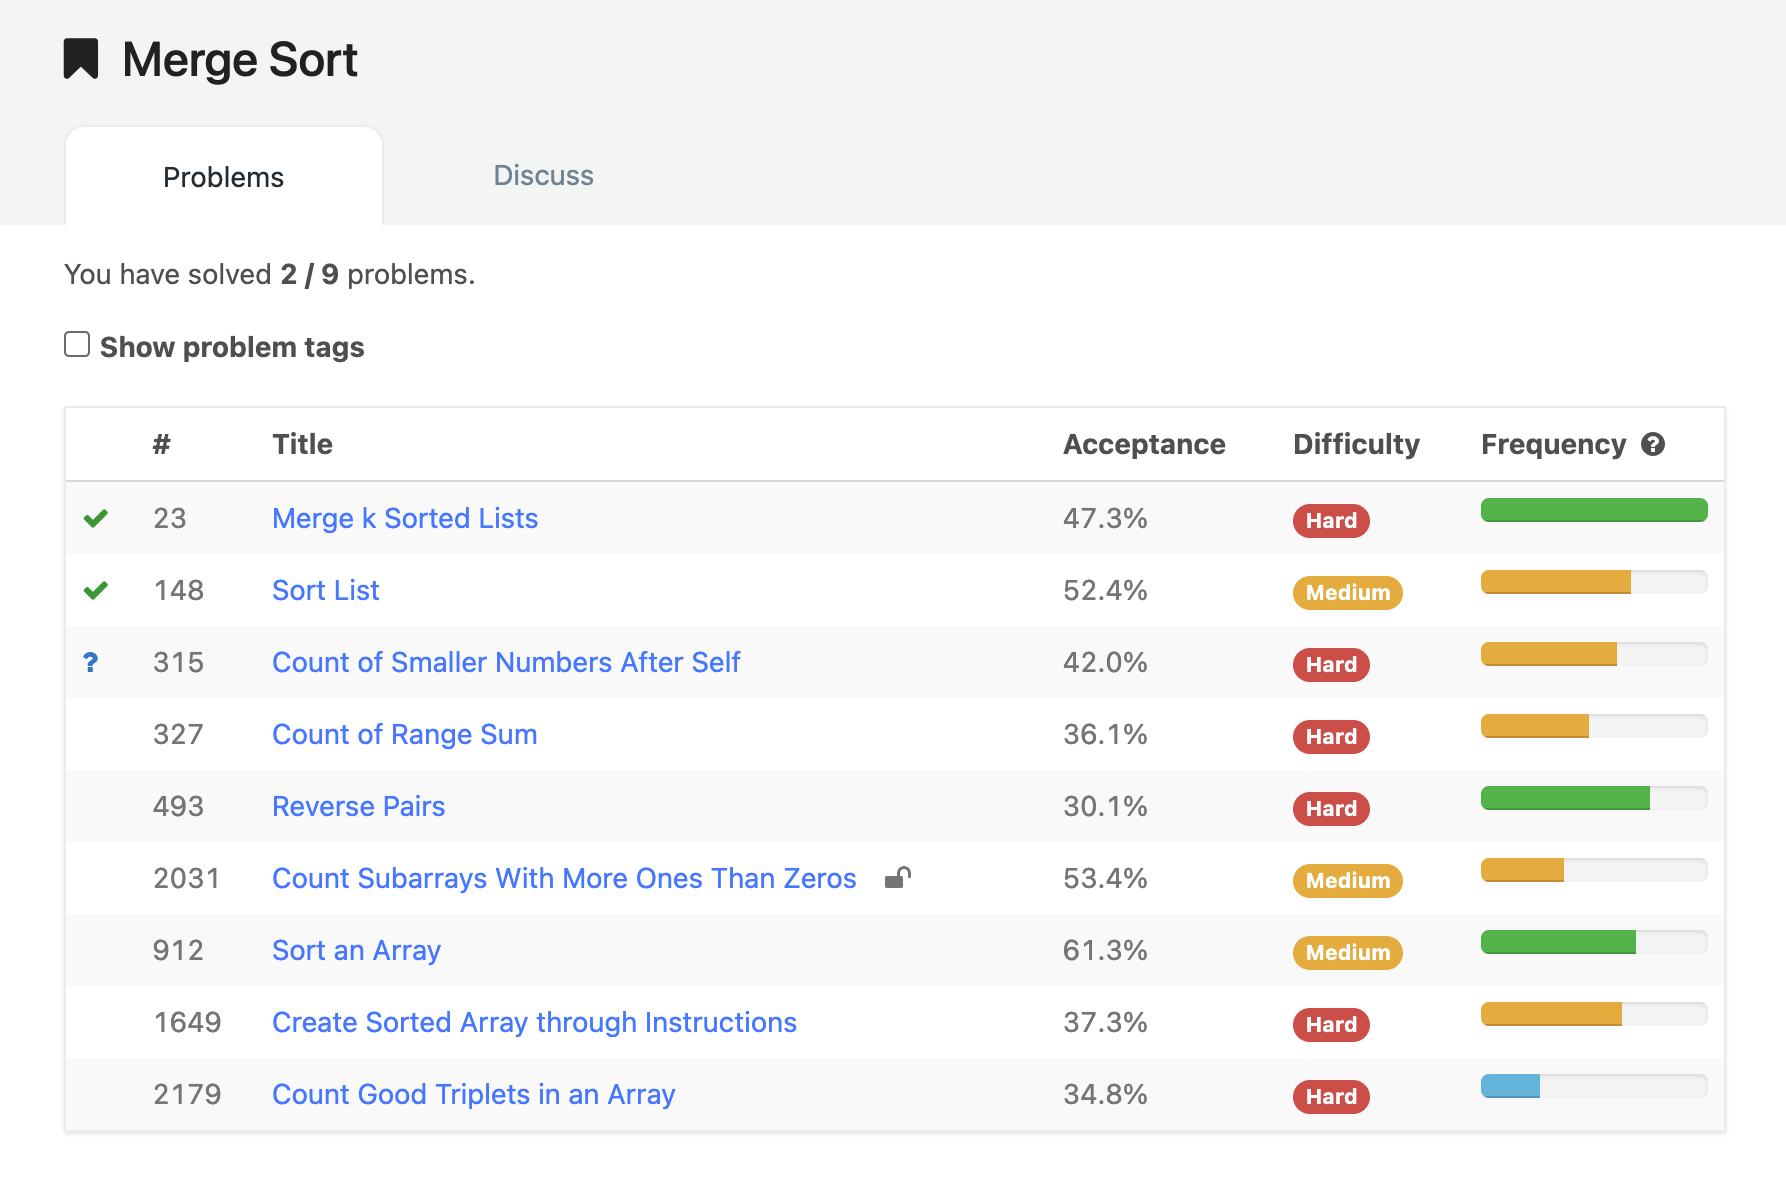 Merge Sort
Problems Discuss
You have solved 2 / 9 problems.
Show problem tags
# Title Acceptance Difficulty Frequency ?
23 Merge k Sorted Lists 47.3% Hard
148 Sort List 52.4% Medium
? 315 Count of Smaller Numbers After Self 42.0% Hard
327 Count of Range Sum 36.1% Hard
493 Reverse Pairs 30.1% Hard
2031 Count Subarrays With More Ones Than Zeros 53.4% Medium
912 Sort an Array 61.3% Medium
1649 Create Sorted Array through Instructions 37.3% Hard
2179 Count Good Triplets in an Array 34.8% Hard